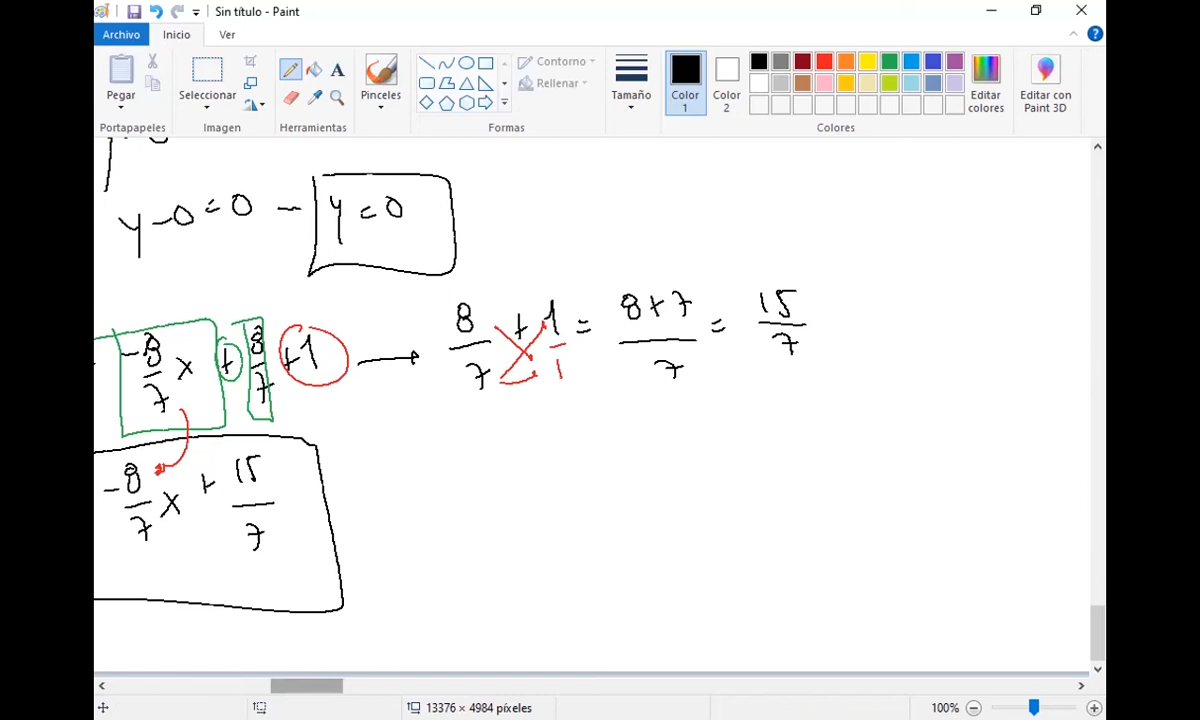 Sin título - Paint
Archivo Inicio Ver
Pegar Seleccionar A Pinceles Contorno Rellenar Tamaño Color 1 Color 2 Editar colores Editar con Paint 3D
Portapapeles Imagen Herramientas Formas Colores
y-0=0 - y=0
-8/7 x + 8/7 +1 → 8/7 + 1/1 = 8+7/7 = 15/7
-8/7 x + 15/7
13376 × 4984 píxeles 100%